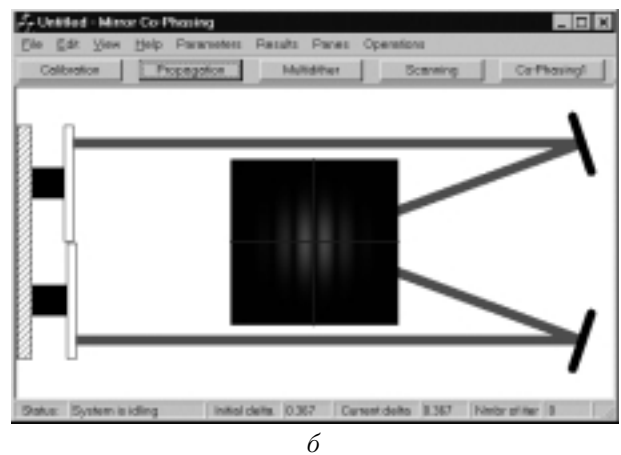 Untitled - Mirror Co-Phasing
File Edit View Help Parameters Results Panes Operations
Calibration Propagation Multidither Scanning Co-Phasing!
Status: System is idling Initial delta 0.367 Current delta 0.367 Nmbr of iter 0
б